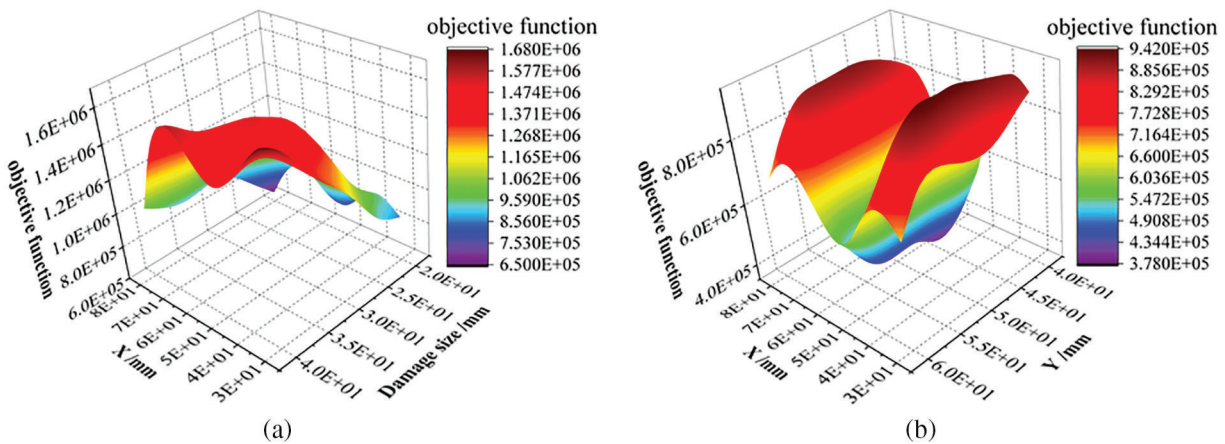 objective function
1.680E+06
1.577E+06
1.474E+06
1.371E+06
1.268E+06
1.165E+06
1.062E+06
9.590E+05
8.560E+05
7.530E+05
6.500E+05
objective function
1.6E+06
1.4E+06
1.2E+06
1.0E+06
8.0E+05
6.0E+05
8E+01
7E+01
6E+01
5E+01
4E+01
3E+01
X /mm
2.0E+01
2.5E+01
3.0E+01
3.5E+01
4.0E+01
Damage size /mm
(a)
objective function
9.420E+05
8.856E+05
8.292E+05
7.728E+05
7.164E+05
6.600E+05
6.036E+05
5.472E+05
4.908E+05
4.344E+05
3.780E+05
objective function
8.0E+05
6.0E+05
4.0E+05
8E+01
7E+01
6E+01
5E+01
4E+01
3E+01
X /mm
4.0E+01
4.5E+01
5.0E+01
5.5E+01
6.0E+01
Y /mm
(b)